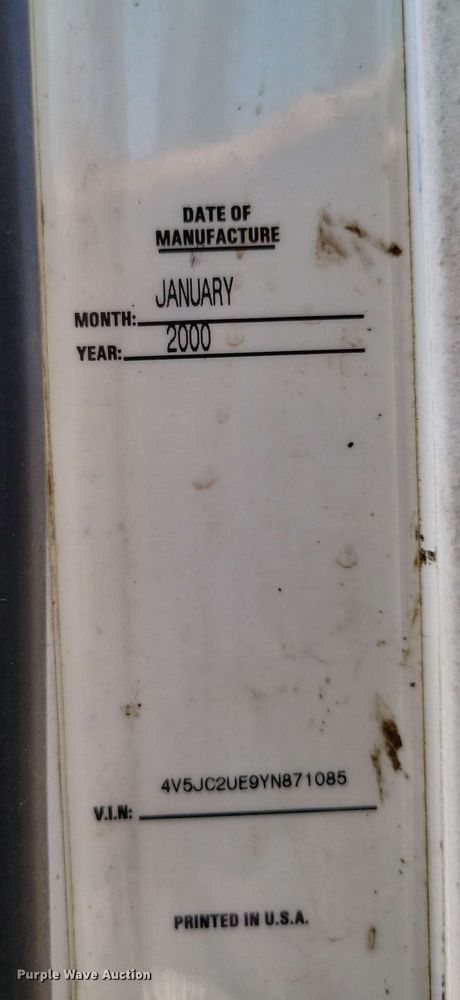 DATE OF
MANUFACTURE
JANUARY
MONTH:
2000
YEAR:
4V5JC2UE9YN871085
V.I.N:
PRINTED IN U.S.A.
Purple Wave Auction